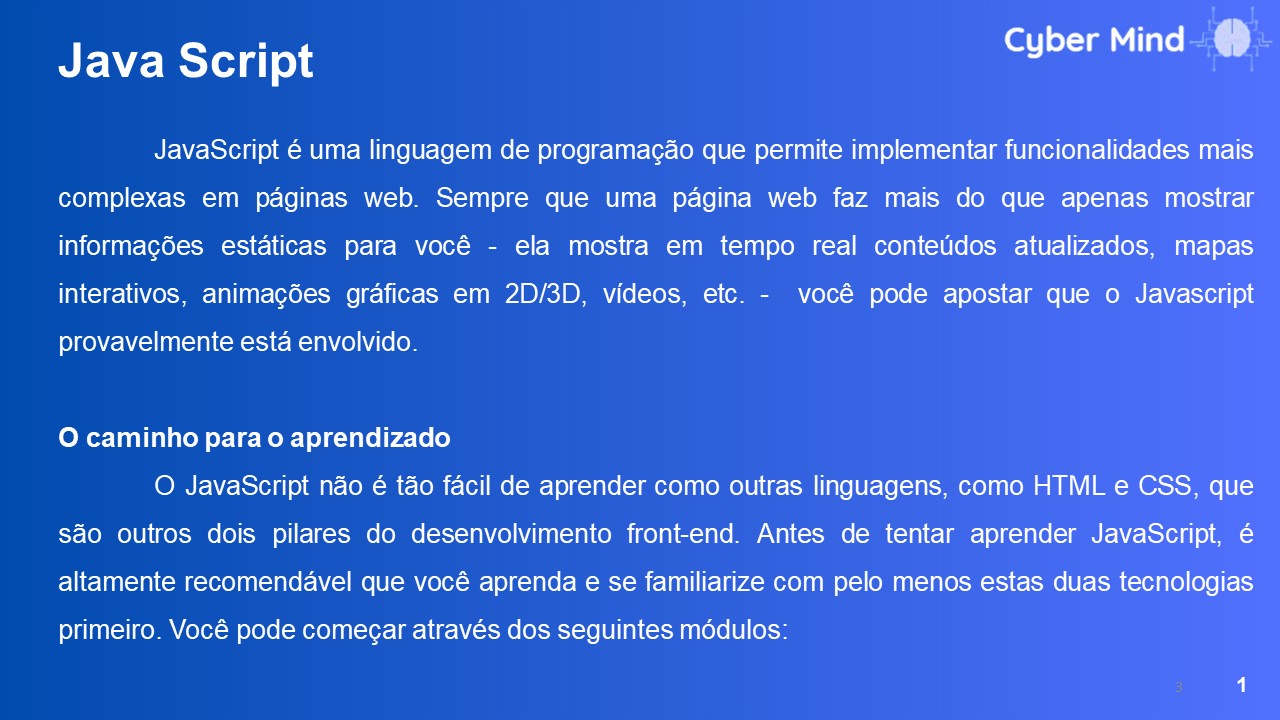 Java Script
Cyber Mind
JavaScript é uma linguagem de programação que permite implementar funcionalidades mais
complexas em páginas web. Sempre que uma página web faz mais do que apenas mostrar
informações estáticas para você - ela mostra em tempo real conteúdos atualizados, mapas
interativos, animações gráficas em 2D/3D, vídeos, etc. - você pode apostar que o Javascript
provavelmente está envolvido.
O caminho para o aprendizado
O JavaScript não é tão fácil de aprender como outras linguagens, como HTML e CSS, que
são outros dois pilares do desenvolvimento front-end. Antes de tentar aprender JavaScript, é
altamente recomendável que você aprenda e se familiarize com pelo menos estas duas tecnologias
primeiro. Você pode começar através dos seguintes módulos:
3 1